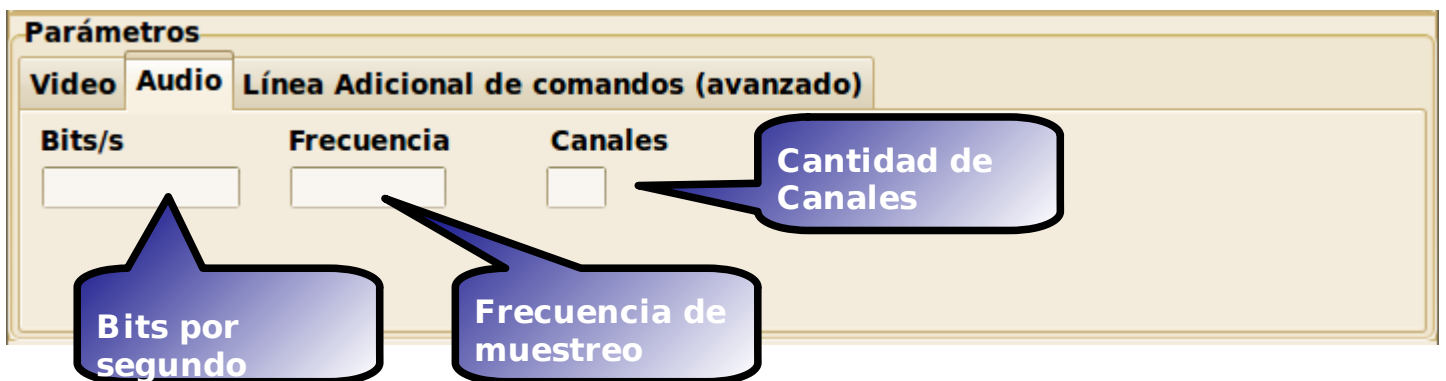 Parámetros
Video Audio Línea Adicional de comandos (avanzado)
Bits/s Frecuencia Canales
Cantidad de
Canales
Bits por
segundo
Frecuencia de
muestreo